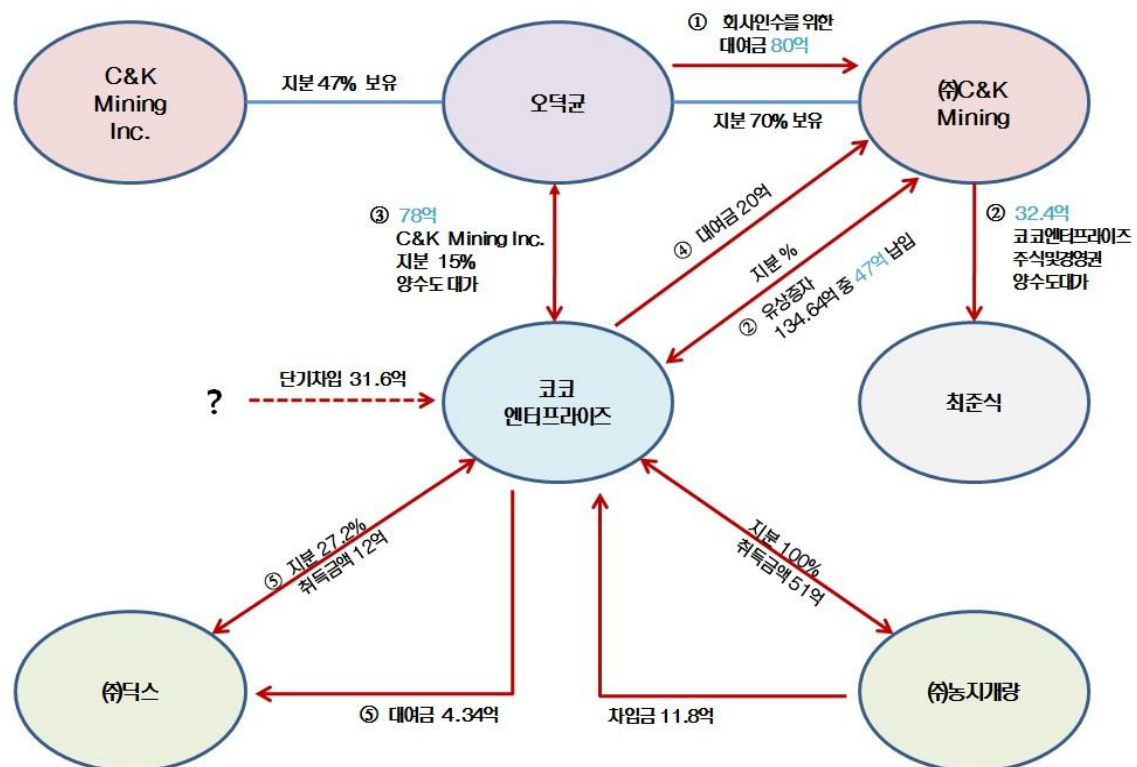 ① 회사인수를 위한
대여금 80억
C&K
Mining
Inc.
지분 47% 보유
오덕균
지분 70% 보유
㈜C&K
Mining
③ 78억
C&K Mining Inc.
지분 15%
양수도 대가
④ 대여금 20억
지분 %
② 유상증자
134.64억 중 47억 납입
② 32.4억
코코엔터프라이즈
주식및경영권
양수도대가
?
단기차입 31.6억
코코
엔터프라이즈
최준식
⑤ 지분 27.2%
취득금액 12억
지분 100%
취득금액 51억
㈜덕스
⑤ 대여금 4.34억
차입금 11.8억
㈜농지개량